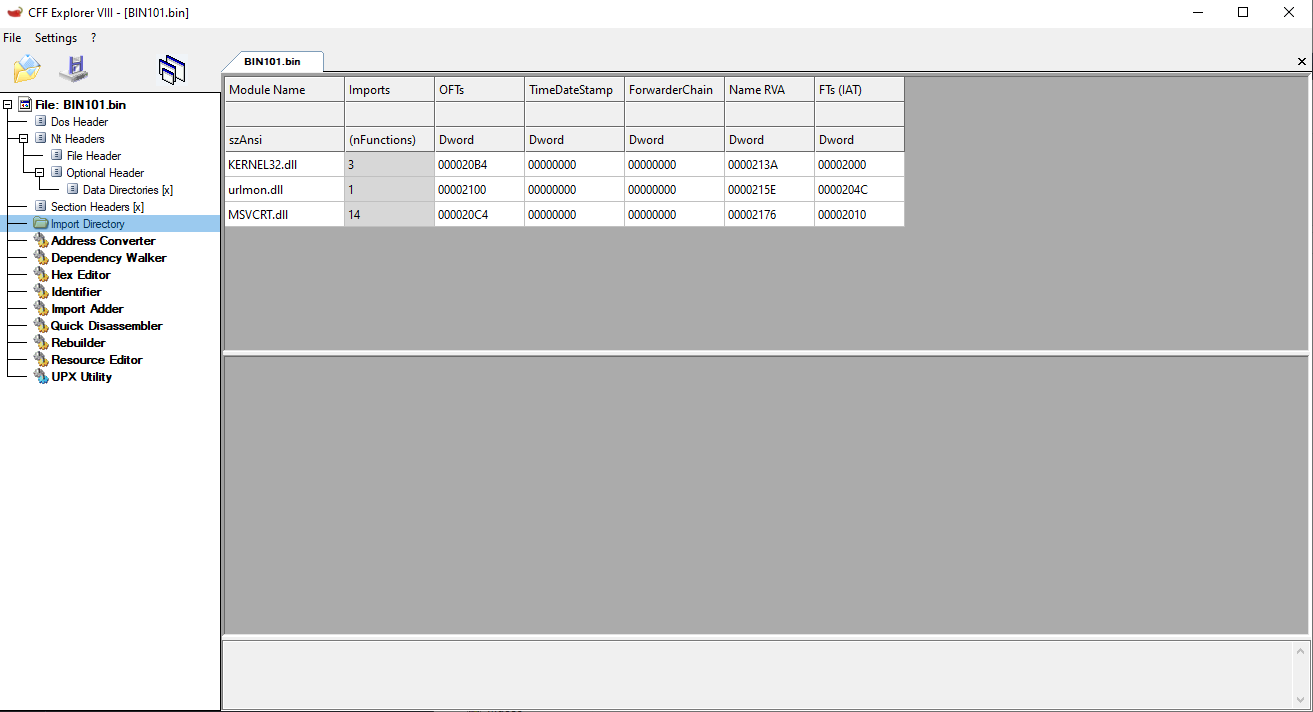 CFF Explorer VIII - [BIN101.bin]
File Settings ?
BIN101.bin
File: BIN101.bin
Dos Header
Nt Headers
File Header
Optional Header
Data Directories [x]
Section Headers [x]
Import Directory
Address Converter
Dependency Walker
Hex Editor
Identifier
Import Adder
Quick Disassembler
Rebuilder
Resource Editor
UPX Utility
Module Name Imports OFTs TimeDateStamp ForwarderChain Name RVA FTs (IAT)
szAnsi (nFunctions) Dword Dword Dword Dword Dword
KERNEL32.dll 3 000020B4 00000000 00000000 0000213A 00002000
urlmon.dll 1 00002100 00000000 00000000 0000215E 0000204C
MSVCRT.dll 14 000020C4 00000000 00000000 00002176 00002010